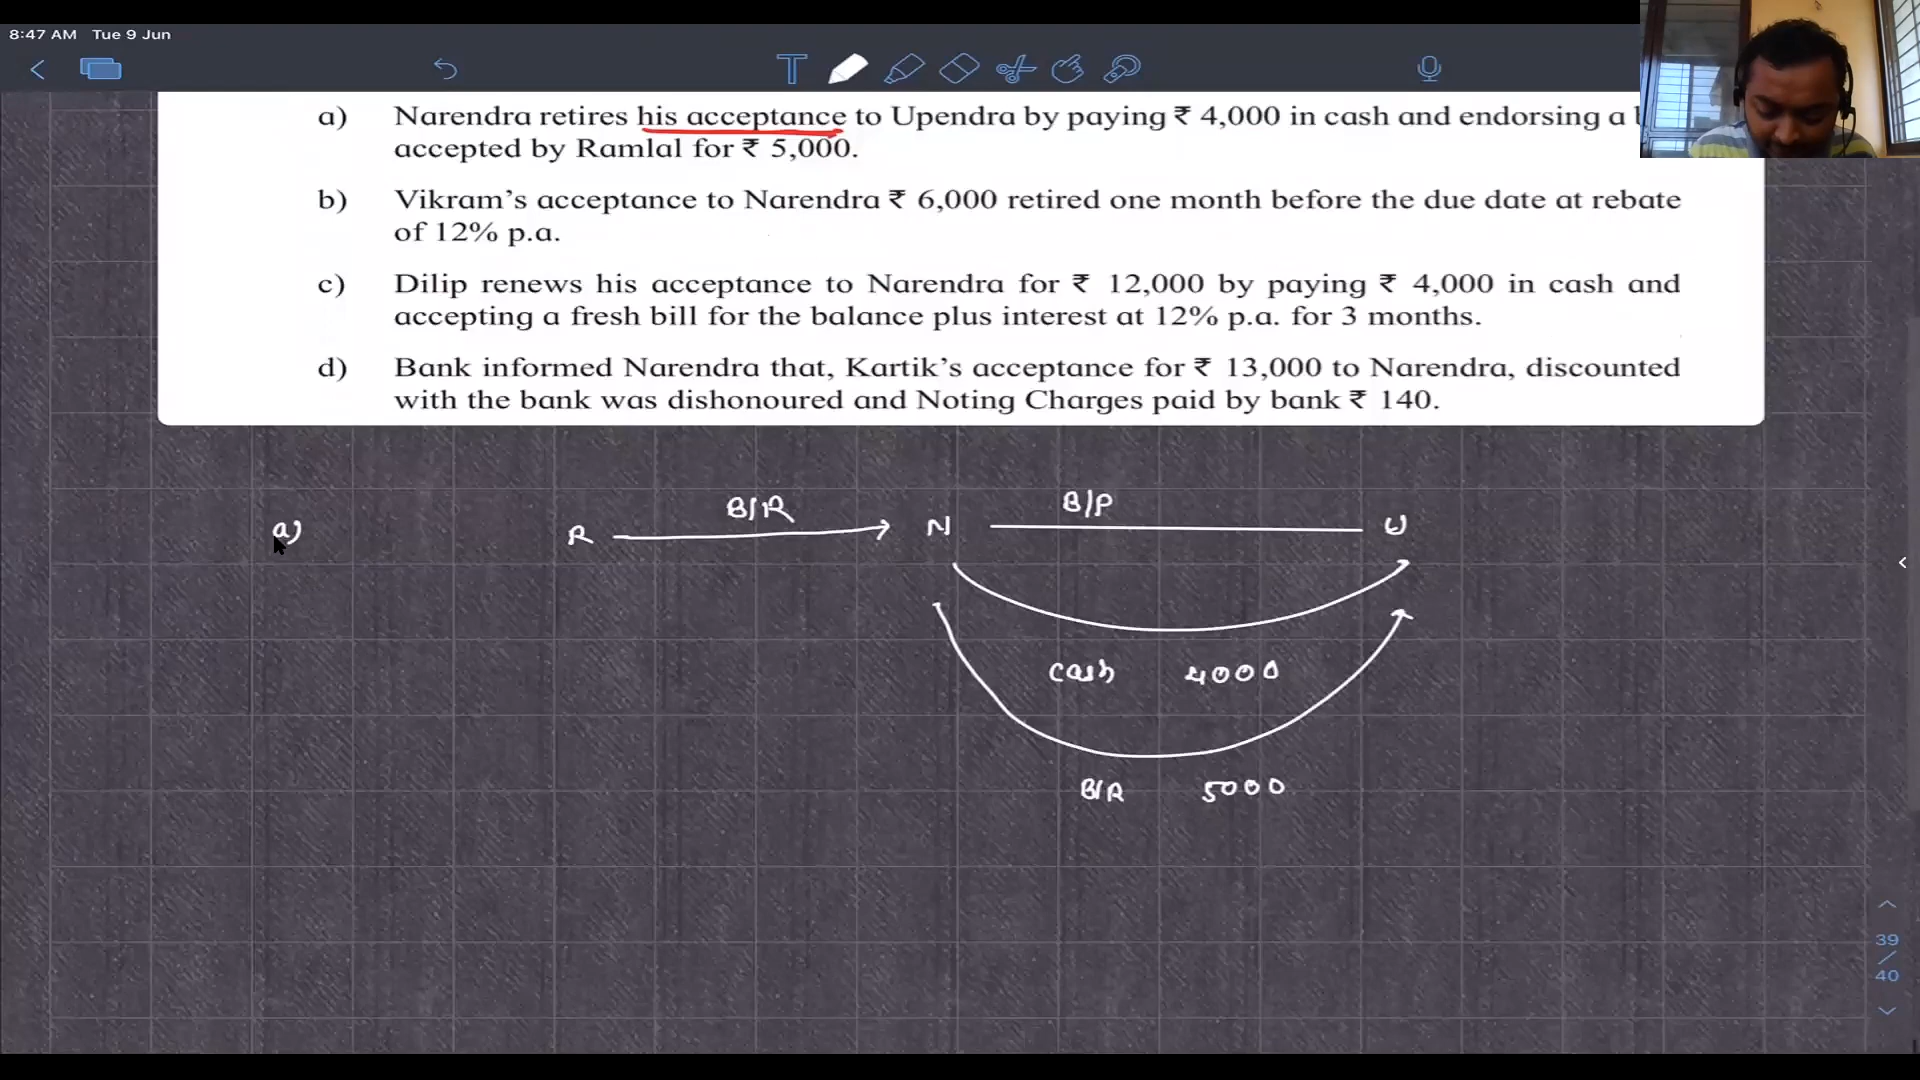 8:47 AM Tue 9 Jun
T
a) Narendra retires his acceptance to Upendra by paying ₹ 4,000 in cash and endorsing a
accepted by Ramlal for ₹ 5,000.
b) Vikram's acceptance to Narendra ₹ 6,000 retired one month before the due date at rebate
of 12% p.a.
c) Dilip renews his acceptance to Narendra for ₹ 12,000 by paying ₹ 4,000 in cash and
accepting a fresh bill for the balance plus interest at 12% p.a. for 3 months.
d) Bank informed Narendra that, Kartik's acceptance for ₹ 13,000 to Narendra, discounted
with the bank was dishonoured and Noting Charges paid by bank ₹ 140.
a) R B/R N B/P U
cash 4000
B/R 5000
39
/
40